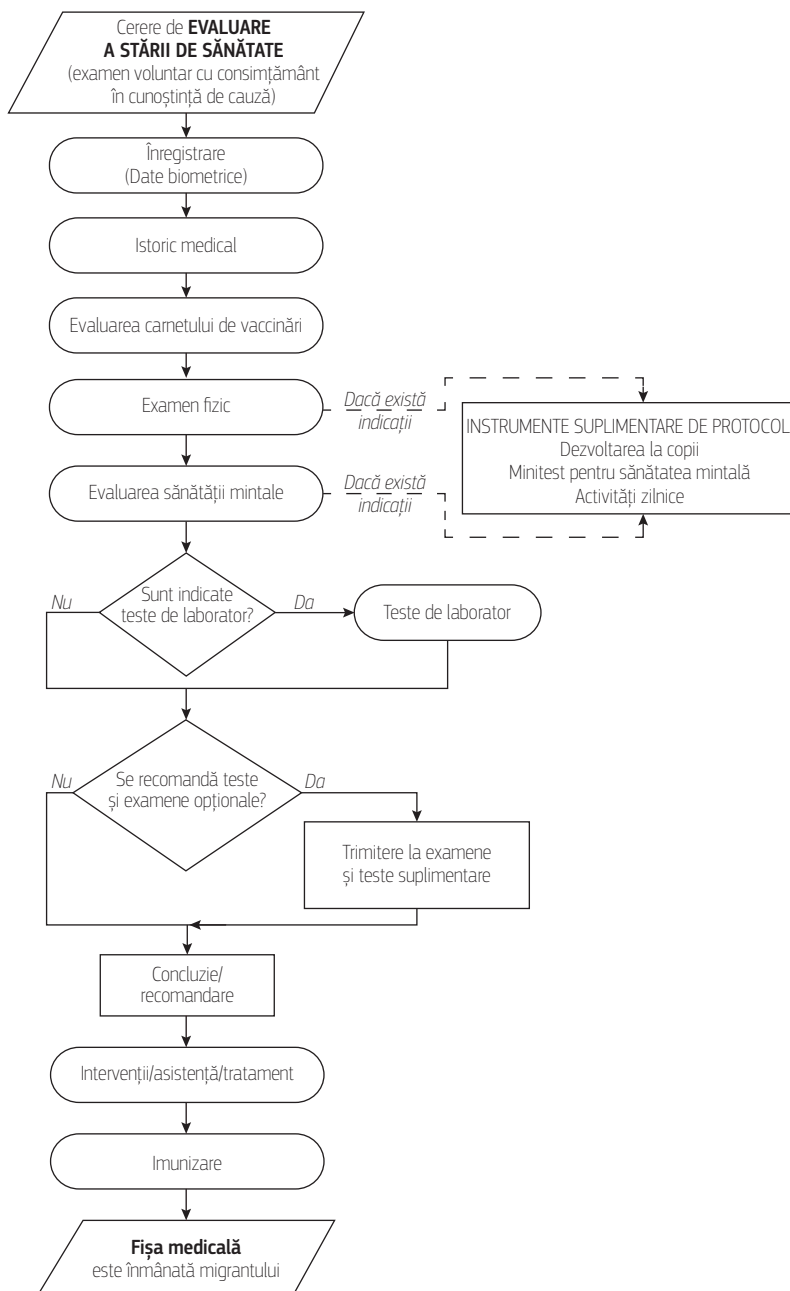 Cerere de EVALUARE
A STĂRII DE SĂNĂTATE
(examen voluntar cu consimțământ
în cunoștință de cauză)
Înregistrare
(Date biometrice)
Istoric medical
Evaluarea carnetului de vaccinări
Examen fizic
Dacă există
indicații
INSTRUMENTE SUPLIMENTARE DE PROTOCOL
Dezvoltarea la copii
Minitest pentru sănătatea mintală
Activități zilnice
Evaluarea sănătății mintale
Dacă există
indicații
Nu
Sunt indicate
teste de laborator?
Da
Teste de laborator
Nu
Se recomandă teste
și examene opționale?
Da
Trimitere la examene
și teste suplimentare
Concluzie/
recomandare
Intervenții/asistență/tratament
Imunizare
Fișa medicală
este înmânată migrantului